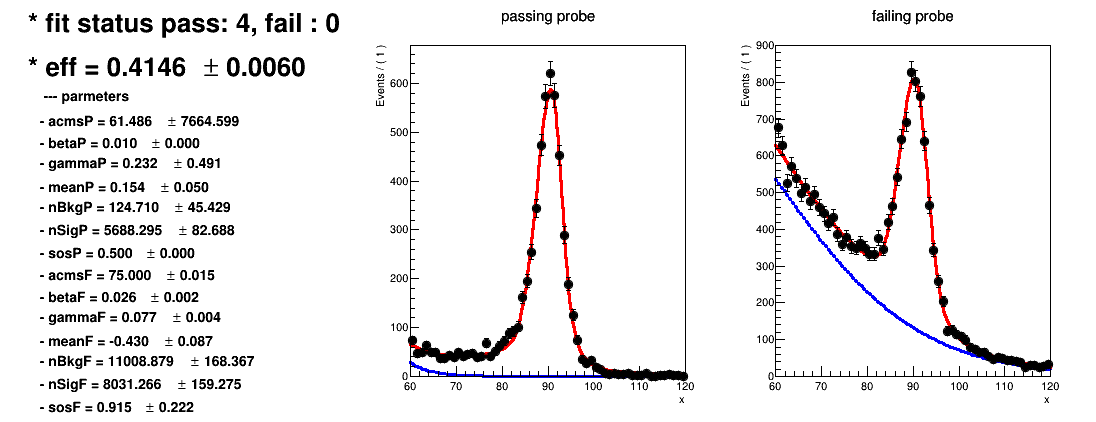 * fit status pass: 4, fail : 0
* eff = 0.4146 ± 0.0060
--- parmeters
- acmsP = 61.486 ± 7664.599
- betaP = 0.010 ± 0.000
- gammaP = 0.232 ± 0.491
- meanP = 0.154 ± 0.050
- nBkgP = 124.710 ± 45.429
- nSigP = 5688.295 ± 82.688
- sosP = 0.500 ± 0.000
- acmsF = 75.000 ± 0.015
- betaF = 0.026 ± 0.002
- gammaF = 0.077 ± 0.004
- meanF = -0.430 ± 0.087
- nBkgF = 11008.879 ± 168.367
- nSigF = 8031.266 ± 159.275
- sosF = 0.915 ± 0.222
passing probe
Events / ( 1 )
600
500
400
300
200
100
0
60 70 80 90 100 110 120
x
failing probe
Events / ( 1 )
900
800
700
600
500
400
300
200
100
0
60 70 80 90 100 110 120
x